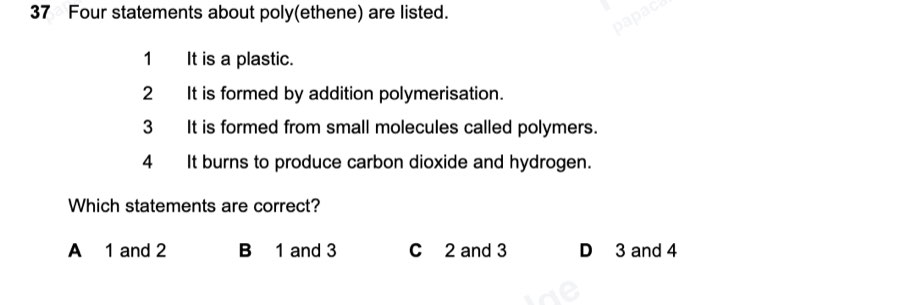 37 Four statements about poly(ethene) are listed.
1 It is a plastic.
2 It is formed by addition polymerisation.
3 It is formed from small molecules called polymers.
4 It burns to produce carbon dioxide and hydrogen.
Which statements are correct?
A 1 and 2 B 1 and 3 C 2 and 3 D 3 and 4